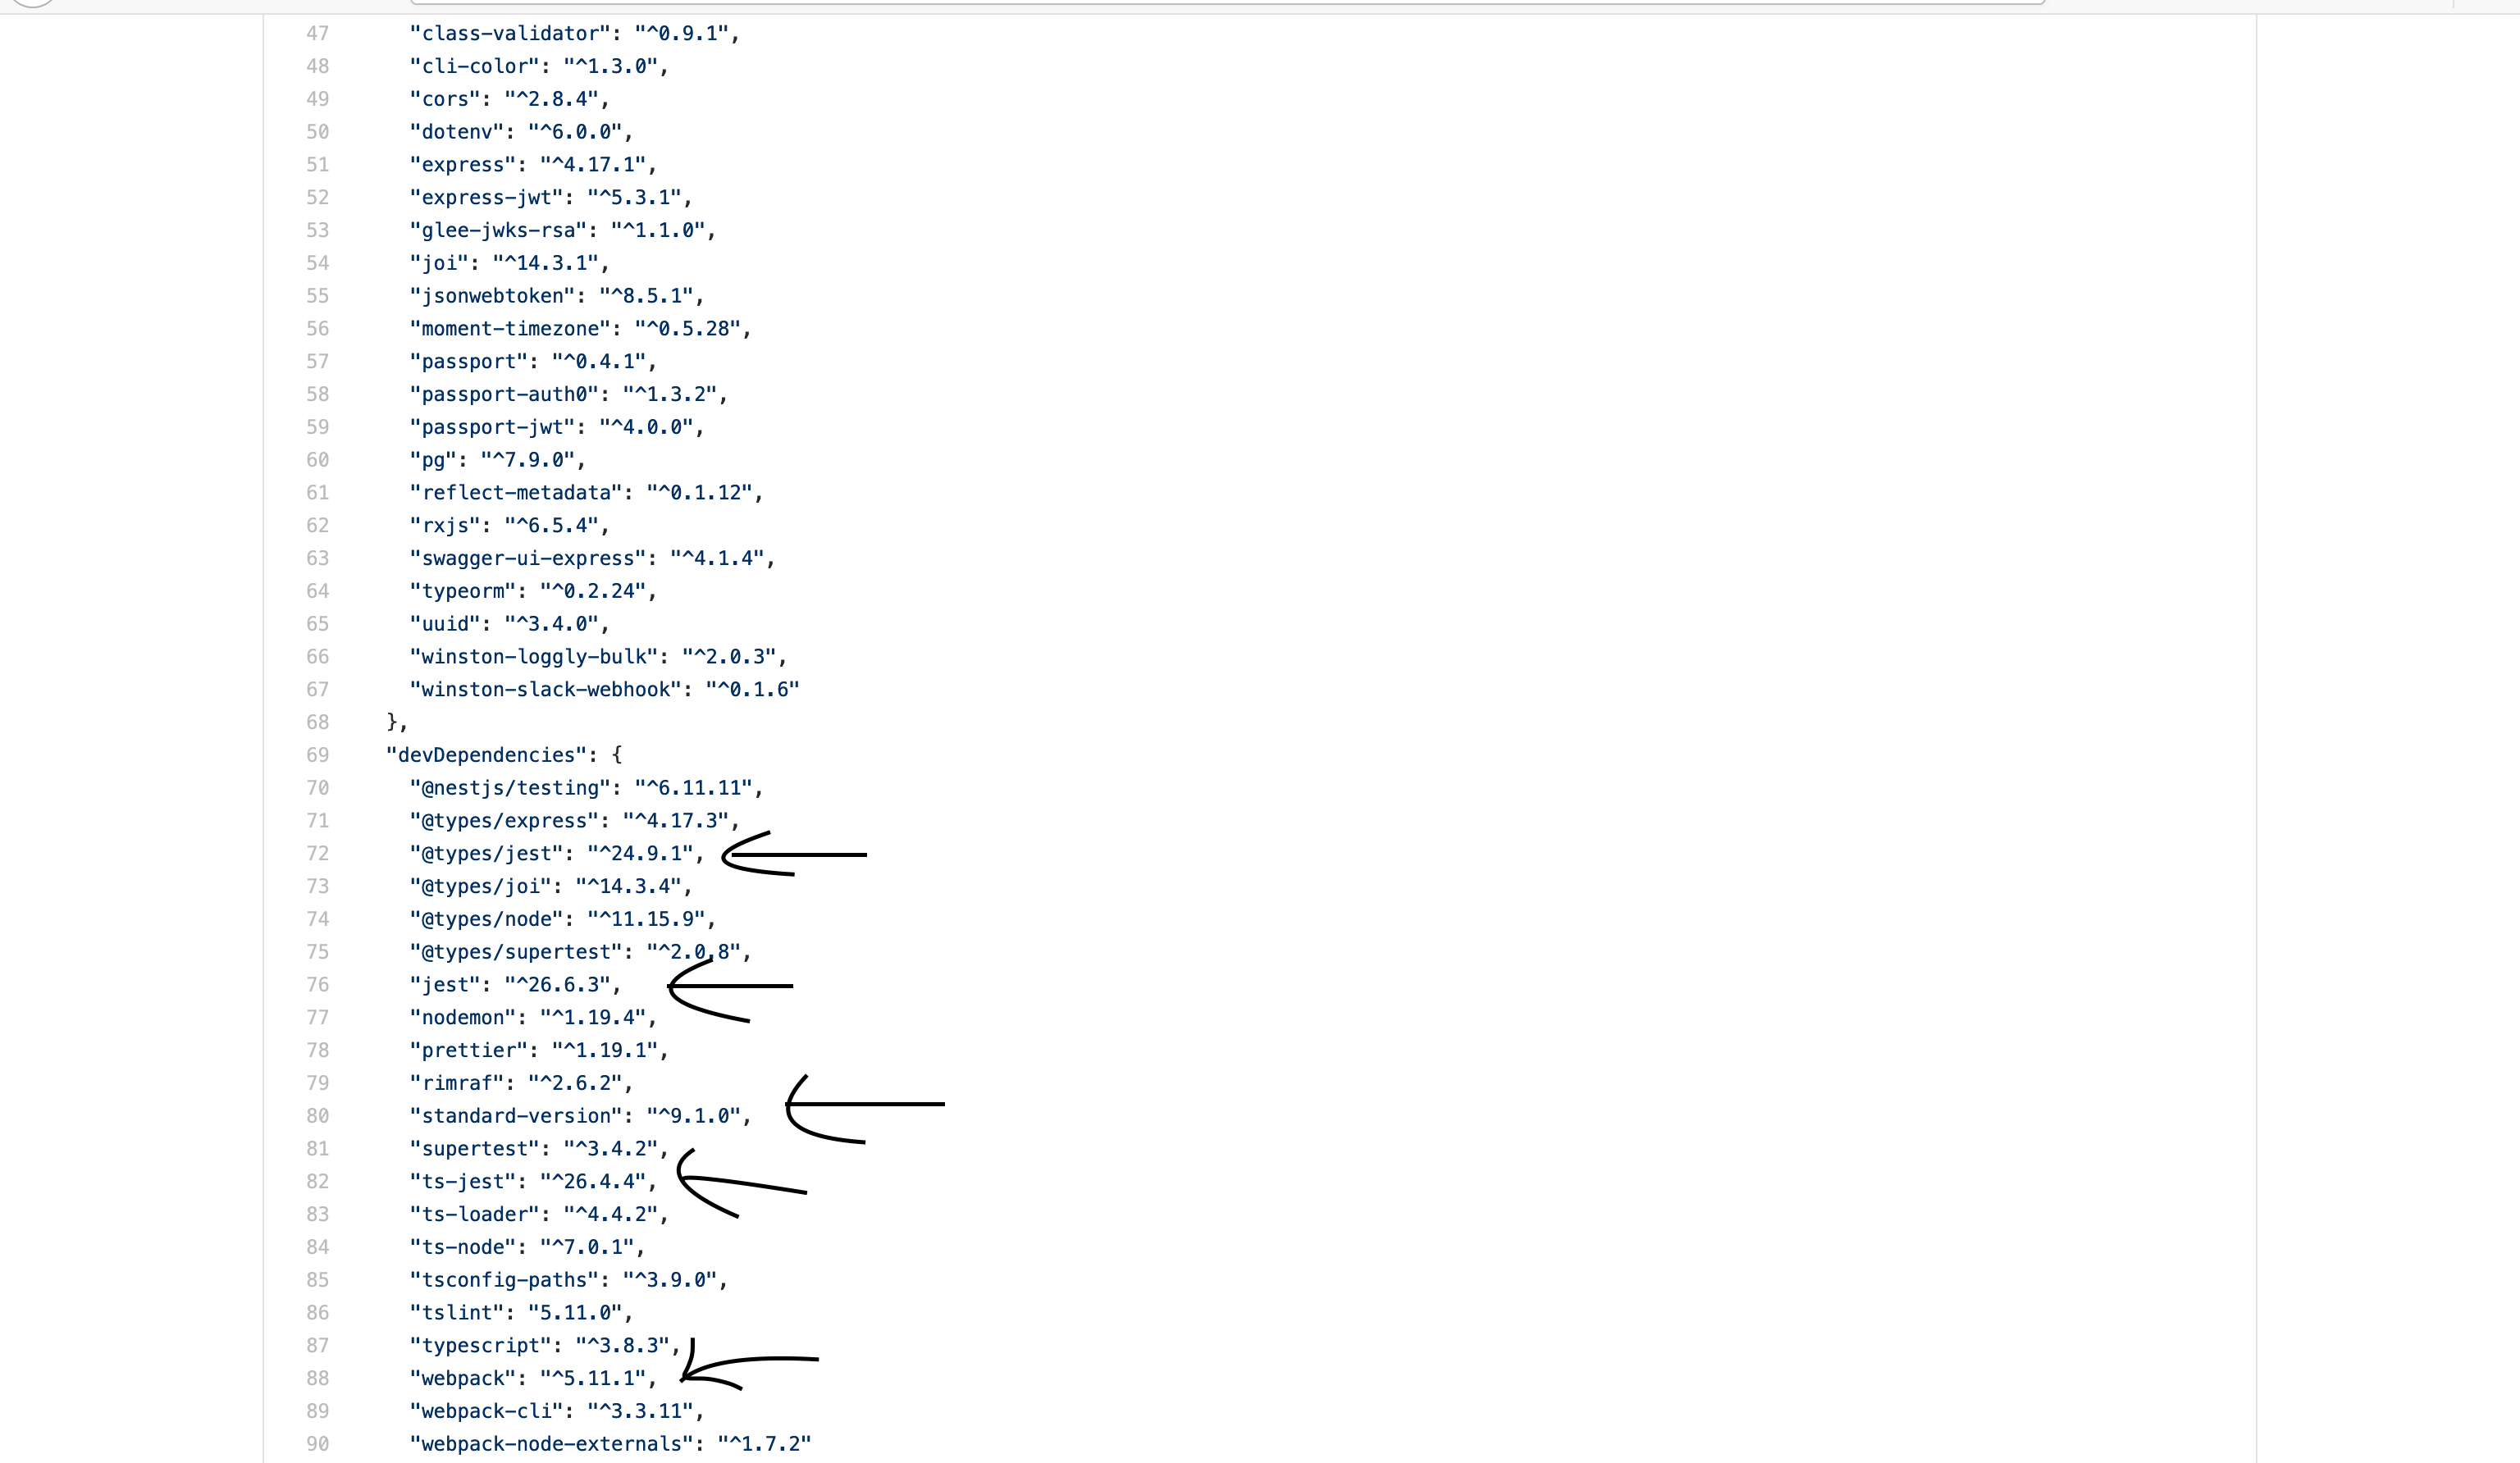 47 "class-validator": "^0.9.1",
48 "cli-color": "^1.3.0",
49 "cors": "^2.8.4",
50 "dotenv": "^6.0.0",
51 "express": "^4.17.1",
52 "express-jwt": "^5.3.1",
53 "glee-jwks-rsa": "^1.1.0",
54 "joi": "^14.3.1",
55 "jsonwebtoken": "^8.5.1",
56 "moment-timezone": "^0.5.28",
57 "passport": "^0.4.1",
58 "passport-auth0": "^1.3.2",
59 "passport-jwt": "^4.0.0",
60 "pg": "^7.9.0",
61 "reflect-metadata": "^0.1.12",
62 "rxjs": "^6.5.4",
63 "swagger-ui-express": "^4.1.4",
64 "typeorm": "^0.2.24",
65 "uuid": "^3.4.0",
66 "winston-loggly-bulk": "^2.0.3",
67 "winston-slack-webhook": "^0.1.6"
68 },
69 "devDependencies": {
70 "@nestjs/testing": "^6.11.11",
71 "@types/express": "^4.17.3",
72 "@types/jest": "^24.9.1",
73 "@types/joi": "^14.3.4",
74 "@types/node": "^11.15.9",
75 "@types/supertest": "^2.0.8",
76 "jest": "^26.6.3",
77 "nodemon": "^1.19.4",
78 "prettier": "^1.19.1",
79 "rimraf": "^2.6.2",
80 "standard-version": "^9.1.0",
81 "supertest": "^3.4.2",
82 "ts-jest": "^26.4.4",
83 "ts-loader": "^4.4.2",
84 "ts-node": "^7.0.1",
85 "tsconfig-paths": "^3.9.0",
86 "tslint": "5.11.0",
87 "typescript": "^3.8.3",
88 "webpack": "^5.11.1",
89 "webpack-cli": "^3.3.11",
90 "webpack-node-externals": "^1.7.2"